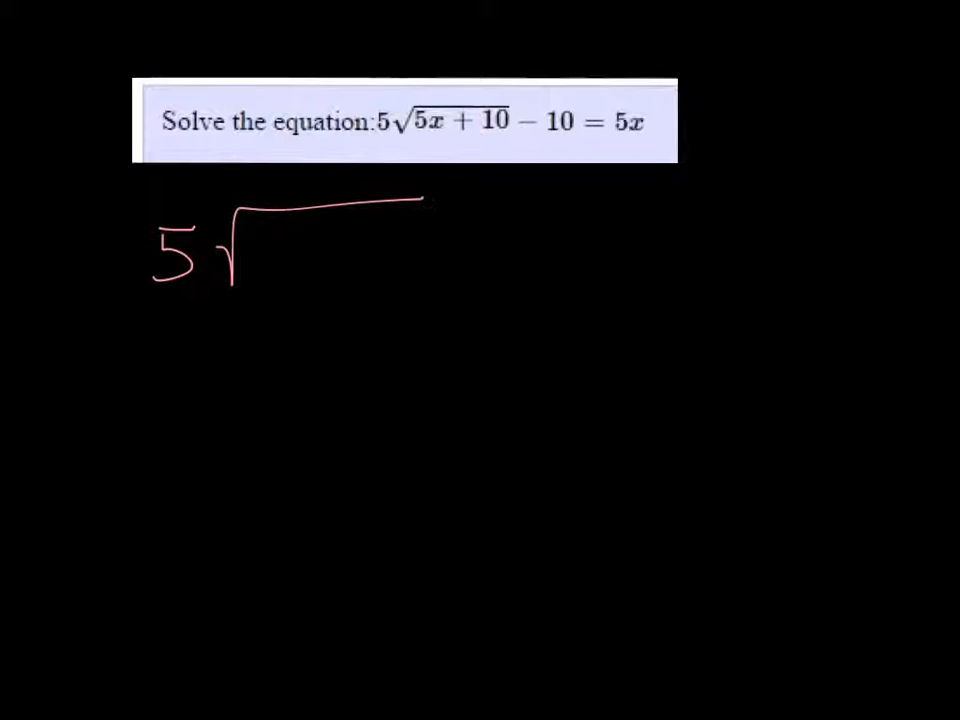 Solve the equation:5√(5x + 10) − 10 = 5x
5√